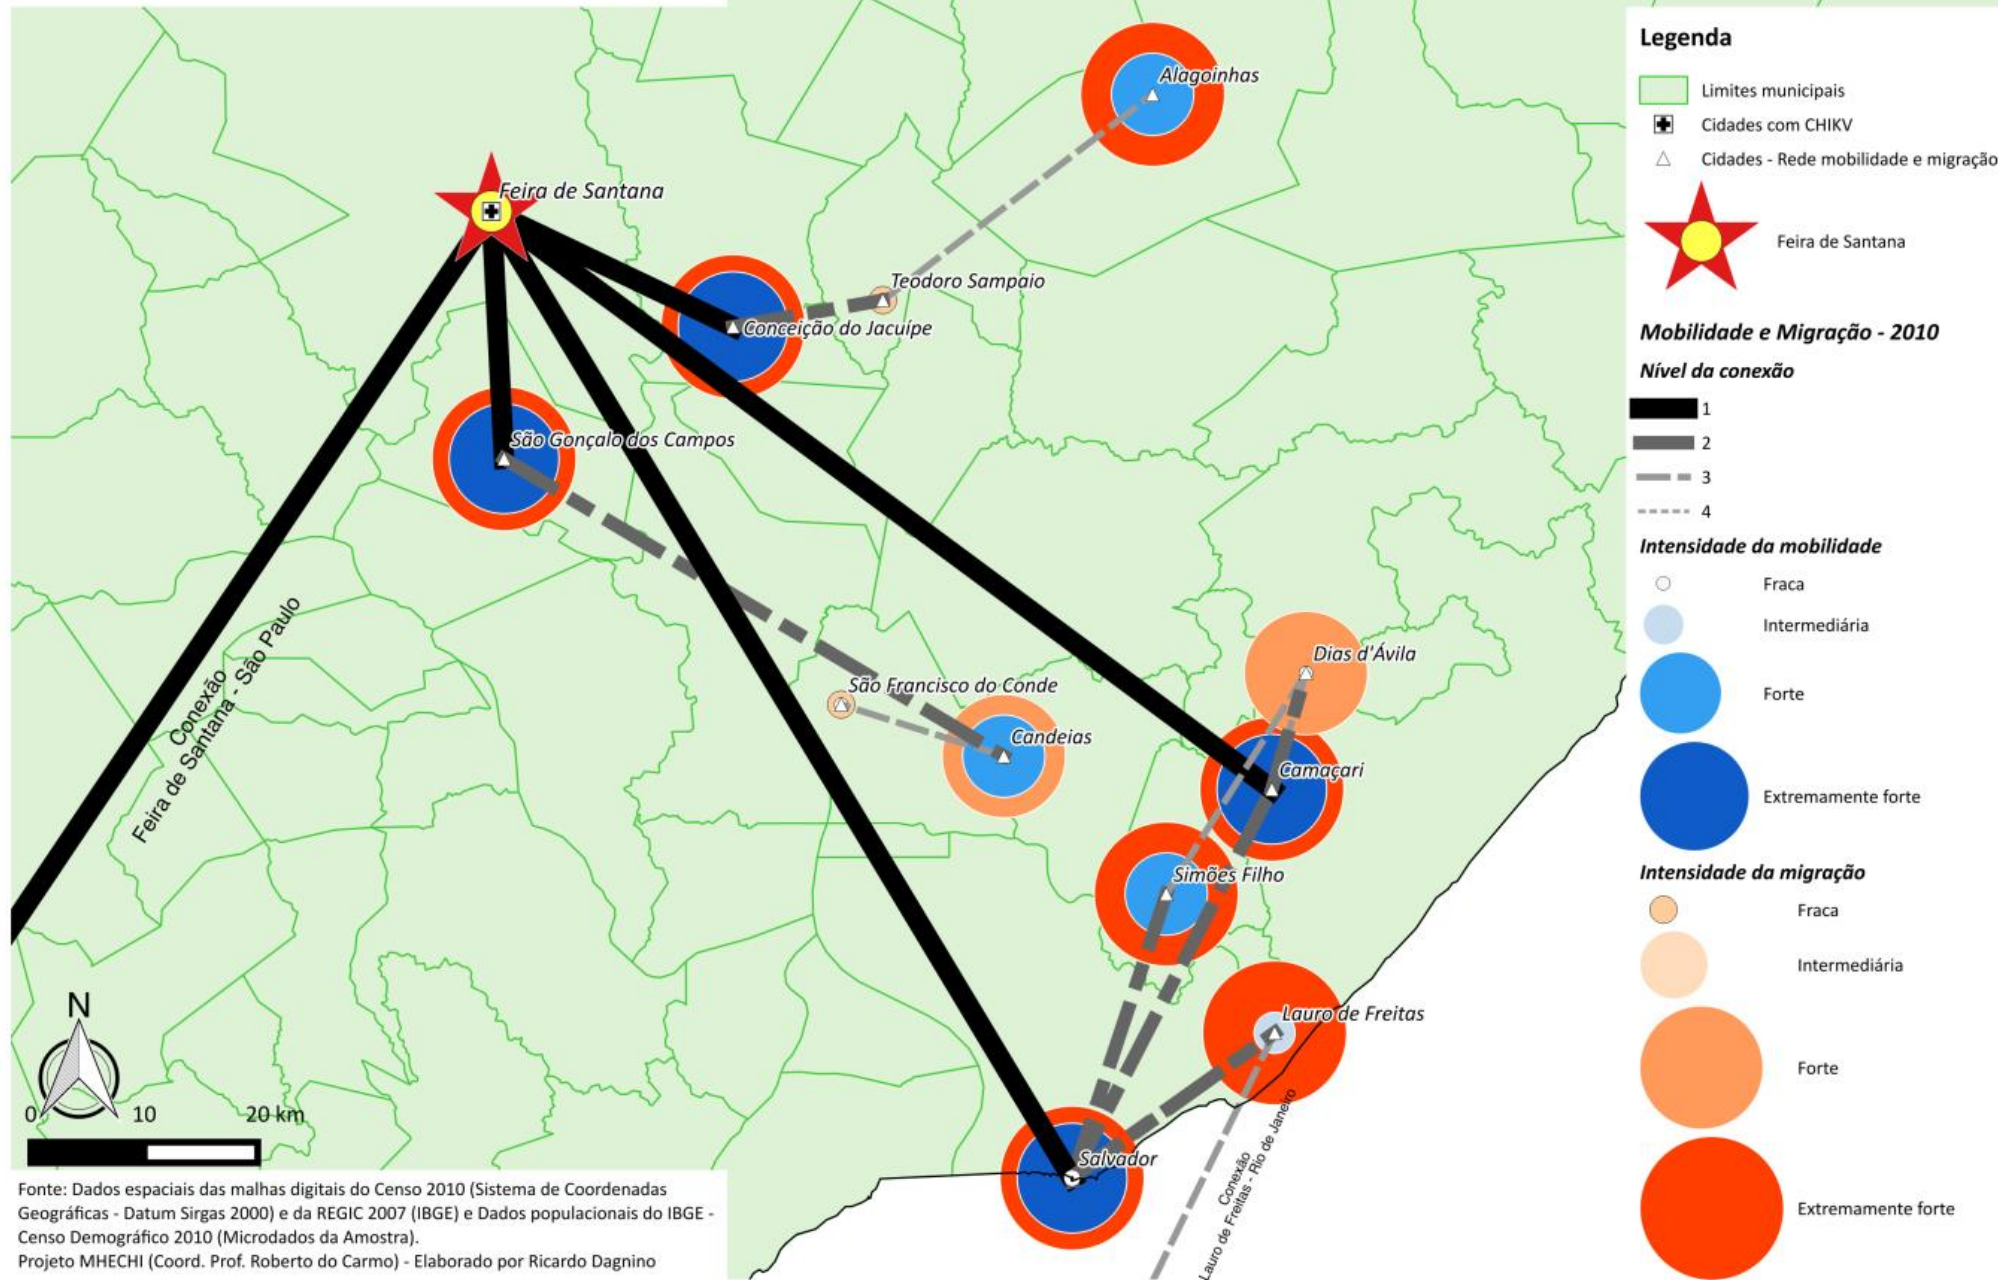 Alagoinhas
Feira de Santana
Teodoro Sampaio
Conceição do Jacuípe
São Gonçalo dos Campos
Dias d'Ávila
São Francisco do Conde
Candeias
Camaçari
Simões Filho
Lauro de Freitas
Salvador
Conexão
Feira de Santana - São Paulo
Conexão
Lauro de Freitas - Rio de Janeiro
N
0 10 20 km
Fonte: Dados espaciais das malhas digitais do Censo 2010 (Sistema de Coordenadas
Geográficas - Datum Sirgas 2000) e da REGIC 2007 (IBGE) e Dados populacionais do IBGE -
Censo Demográfico 2010 (Microdados da Amostra).
Projeto MHECHI (Coord. Prof. Roberto do Carmo) - Elaborado por Ricardo Dagnino
Legenda
Limites municipais
Cidades com CHIKV
Cidades - Rede mobilidade e migração
Feira de Santana
Mobilidade e Migração - 2010
Nível da conexão
1
2
3
4
Intensidade da mobilidade
Fraca
Intermediária
Forte
Extremamente forte
Intensidade da migração
Fraca
Intermediária
Forte
Extremamente forte